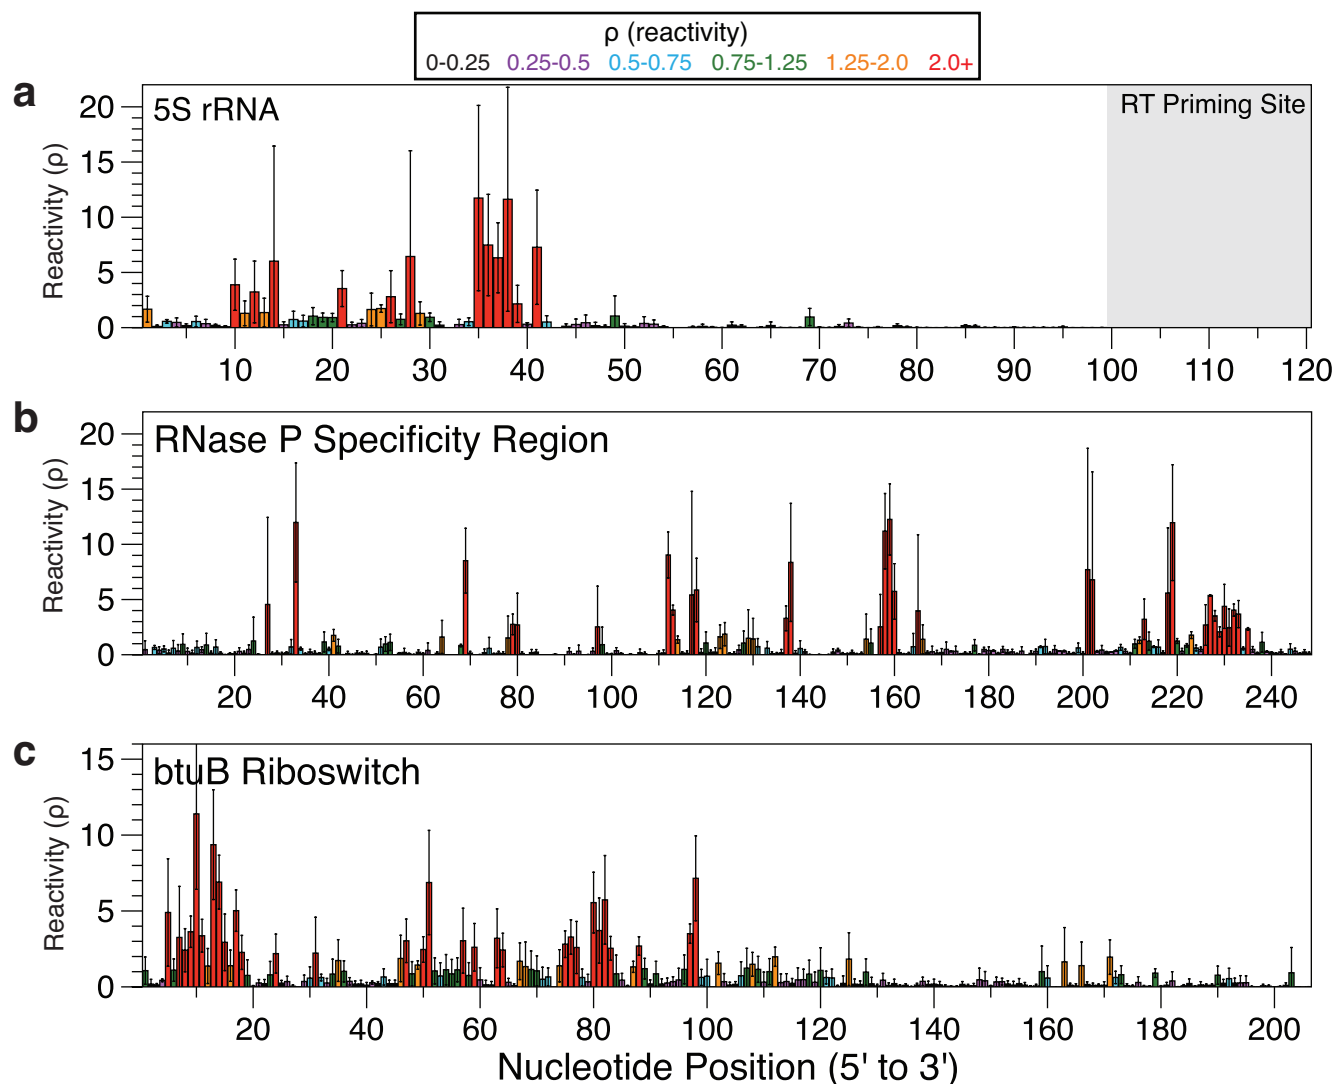 ρ (reactivity)
0-0.25 0.25-0.5 0.5-0.75 0.75-1.25 1.25-2.0 2.0+
a
5S rRNA
RT Priming Site
Reactivity (ρ)
20
15
10
5
0
10 20 30 40 50 60 70 80 90 100 110 120
b
RNase P Specificity Region
Reactivity (ρ)
20
15
10
5
0
20 40 60 80 100 120 140 160 180 200 220 240
c
btuB Riboswitch
Reactivity (ρ)
15
10
5
0
20 40 60 80 100 120 140 160 180 200
Nucleotide Position (5' to 3')